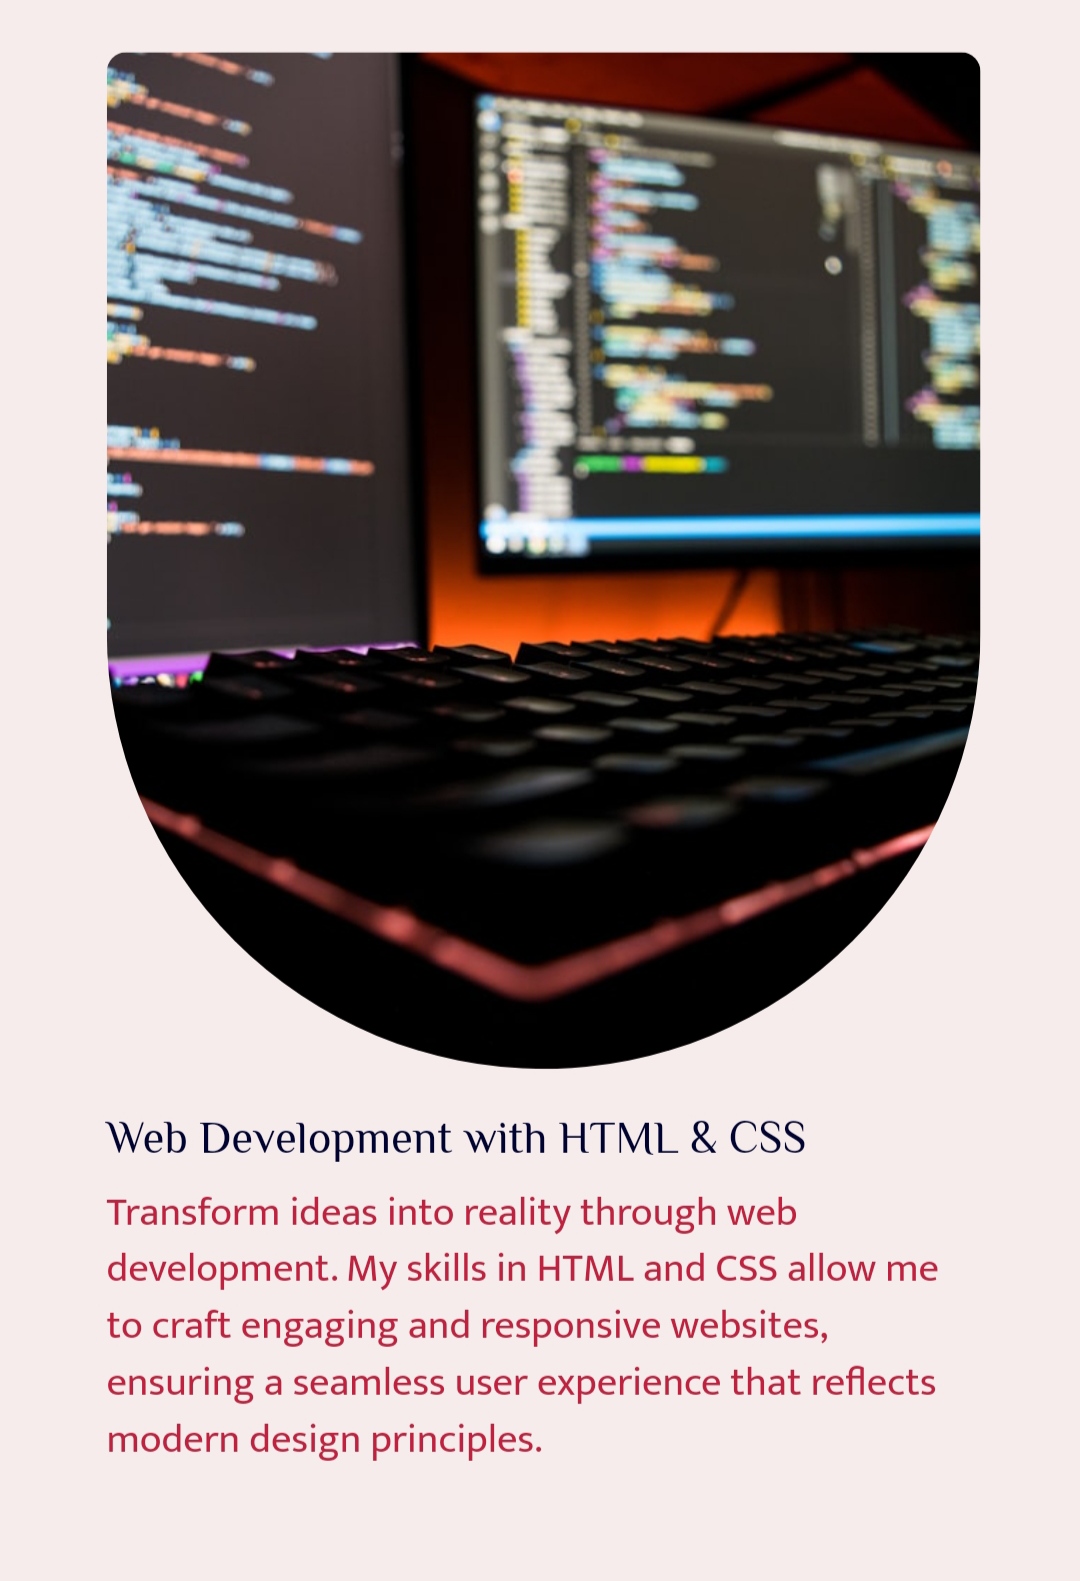 Web Development with HTML & CSS
Transform ideas into reality through web
development. My skills in HTML and CSS allow me
to craft engaging and responsive websites,
ensuring a seamless user experience that reflects
modern design principles.